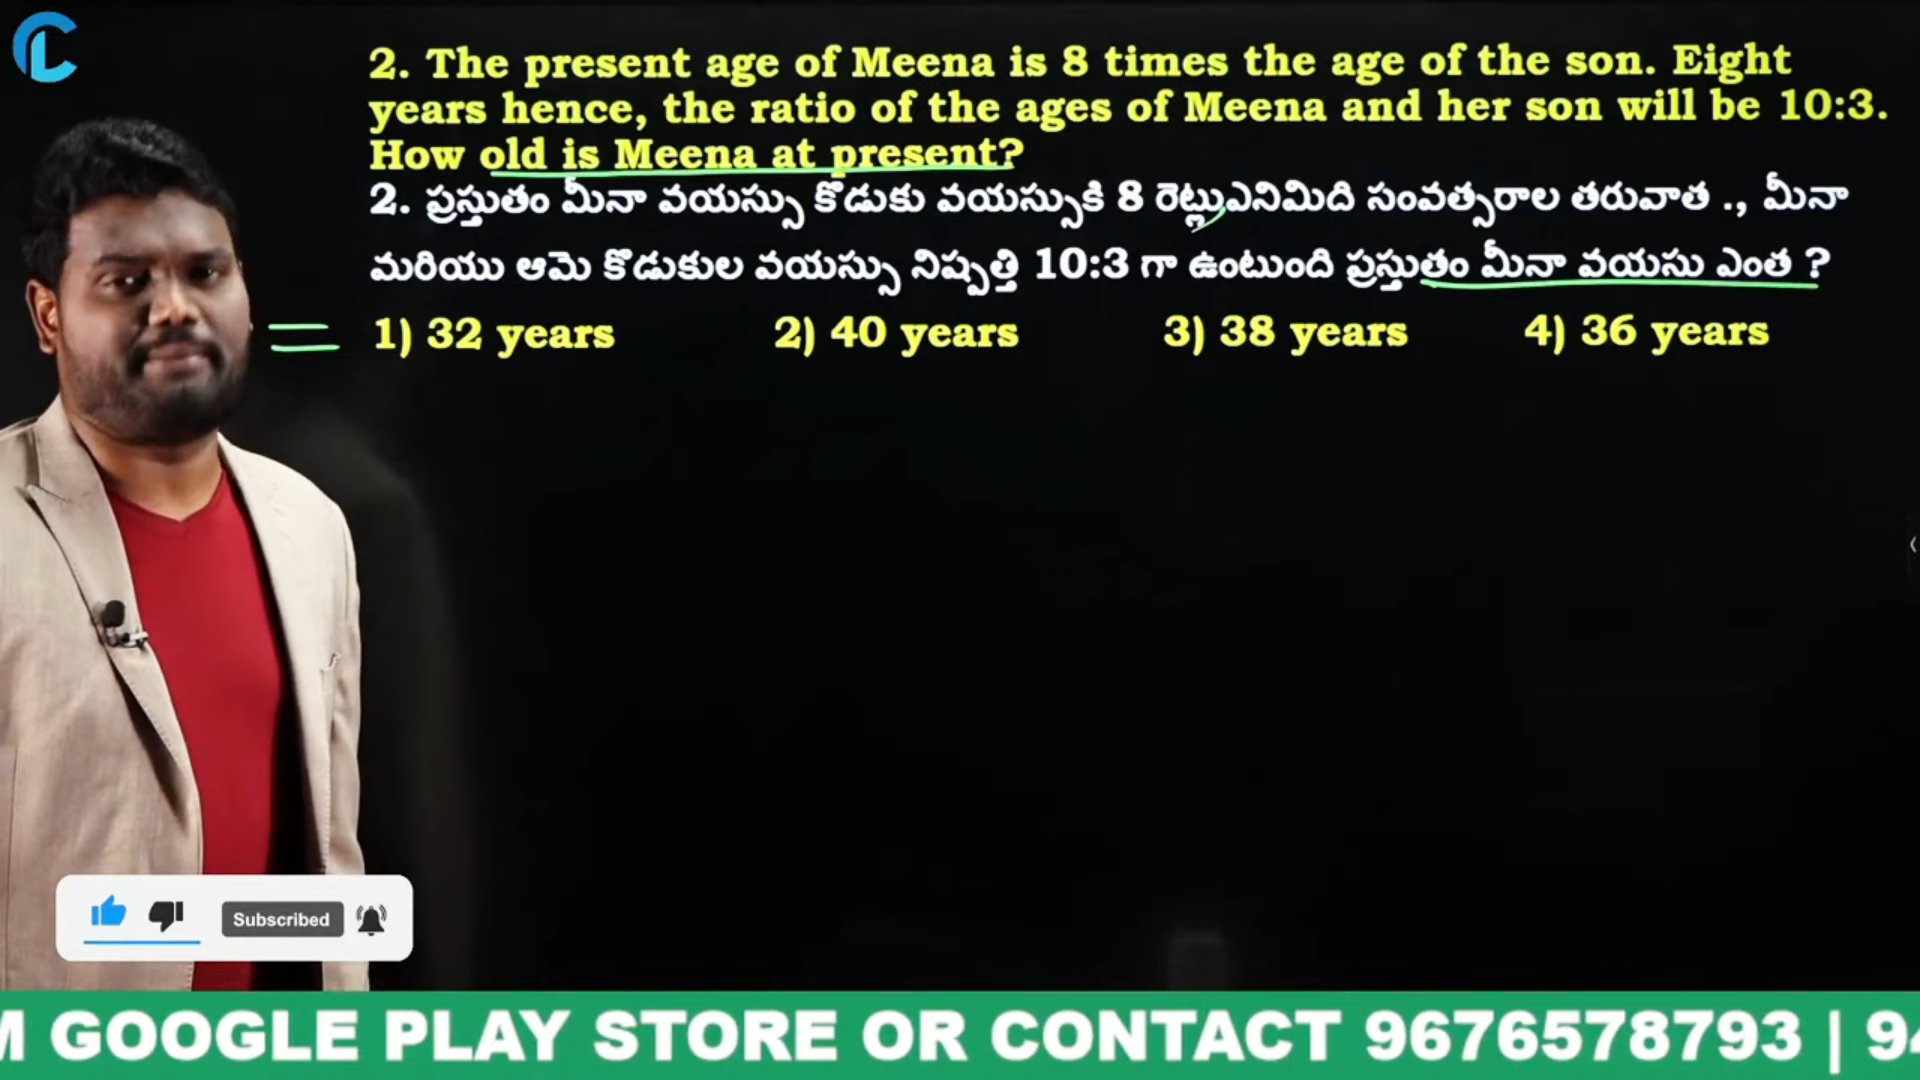 2. The present age of Meena is 8 times the age of the son. Eight
years hence, the ratio of the ages of Meena and her son will be 10:3.
How old is Meena at present?
2. ప్రస్తుతం మీనా వయస్సు కొడుకు వయస్సుకి 8 రెట్లుఎనిమిది సంవత్సరాల తరువాత ., మీనా
మరియు ఆమె కొడుకుల వయస్సు నిష్పత్తి 10:3 గా ఉంటుంది ప్రస్తుతం మీనా వయసు ఎంత ?
1) 32 years 2) 40 years 3) 38 years 4) 36 years
Subscribed
GOOGLE PLAY STORE OR CONTACT 9676578793 |